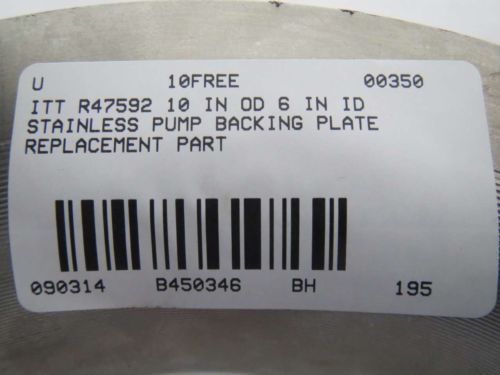 U 10FREE 00350
ITT R47592 10 IN OD 6 IN ID
STAINLESS PUMP BACKING PLATE
REPLACEMENT PART
090314 B450346 BH 195